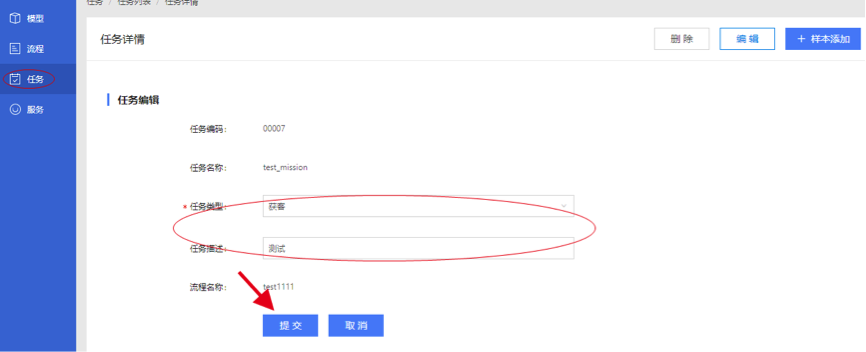 任务 / 任务列表 / 任务详情
模型
流程
任务
服务
任务详情
删 除
编 辑
+ 样本添加
任务编辑
任务编码: 00007
任务名称: test_mission
* 任务类型: 获客
任务描述: 测试
流程名称: test1111
提 交
取 消